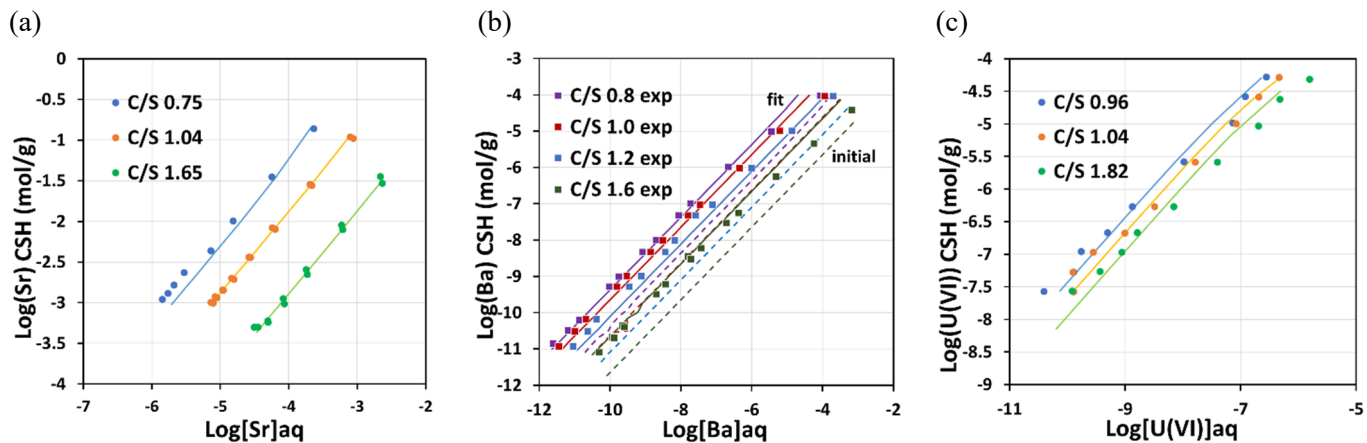 (a)
Log(Sr) CSH (mol/g)
0
-0.5
-1
-1.5
-2
-2.5
-3
-3.5
-4
C/S 0.75
C/S 1.04
C/S 1.65
-7
-6
-5
-4
-3
-2
Log[Sr]aq
(b)
Log(Ba) CSH (mol/g)
-3
-4
-5
-6
-7
-8
-9
-10
-11
-12
C/S 0.8 exp
C/S 1.0 exp
C/S 1.2 exp
C/S 1.6 exp
fit
initial
-12
-10
-8
-6
-4
-2
Log[Ba]aq
(c)
Log(U(VI)) CSH (mol/g)
-4
-4.5
-5
-5.5
-6
-6.5
-7
-7.5
-8
-8.5
-9
C/S 0.96
C/S 1.04
C/S 1.82
-11
-9
-7
-5
Log[U(VI)]aq